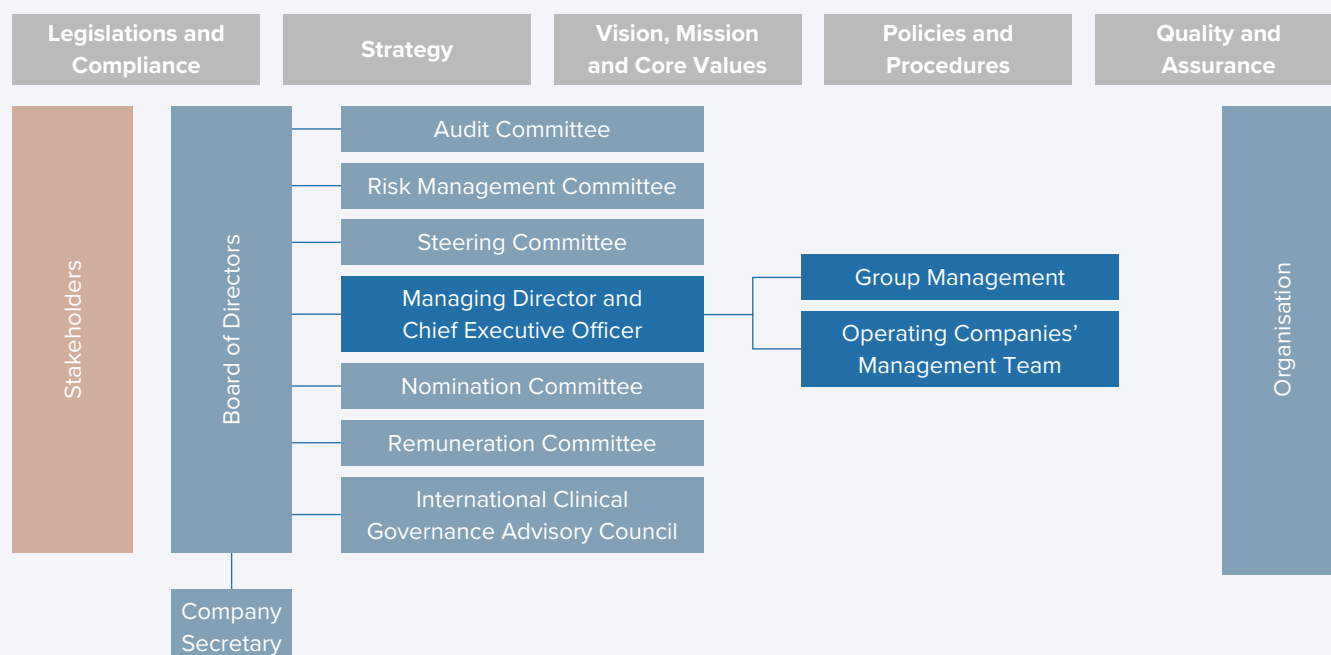 Legislations and
Compliance
Strategy
Vision, Mission
and Core Values
Policies and
Procedures
Quality and
Assurance
Stakeholders
Board of Directors
Audit Committee
Risk Management Committee
Steering Committee
Managing Director and
Chief Executive Officer
Nomination Committee
Remuneration Committee
International Clinical
Governance Advisory Council
Group Management
Operating Companies’
Management Team
Organisation
Company
Secretary